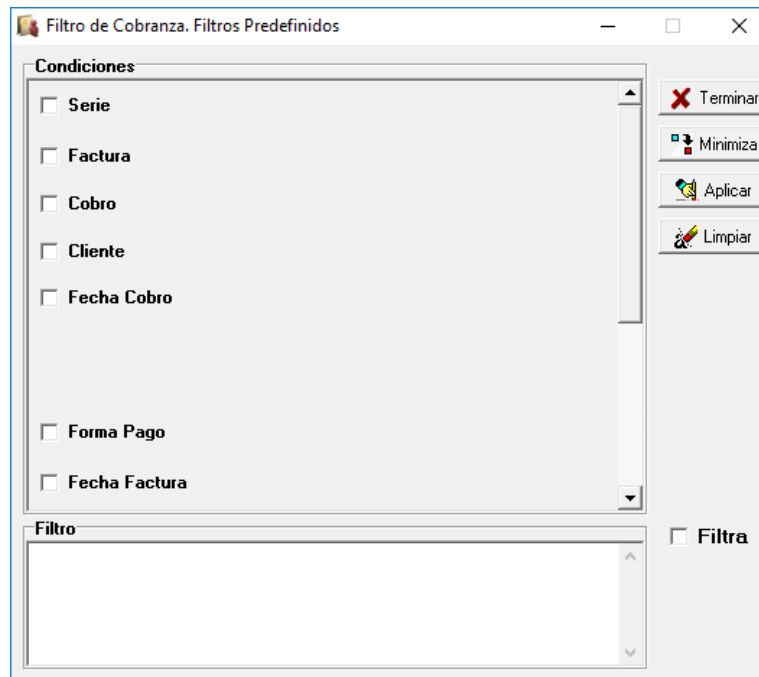 Filtro de Cobranza. Filtros Predefinidos
Condiciones
Serie
Factura
Cobro
Cliente
Fecha Cobro
Forma Pago
Fecha Factura
Terminar
Minimiza
Aplicar
Limpiar
Filtro
Filtra